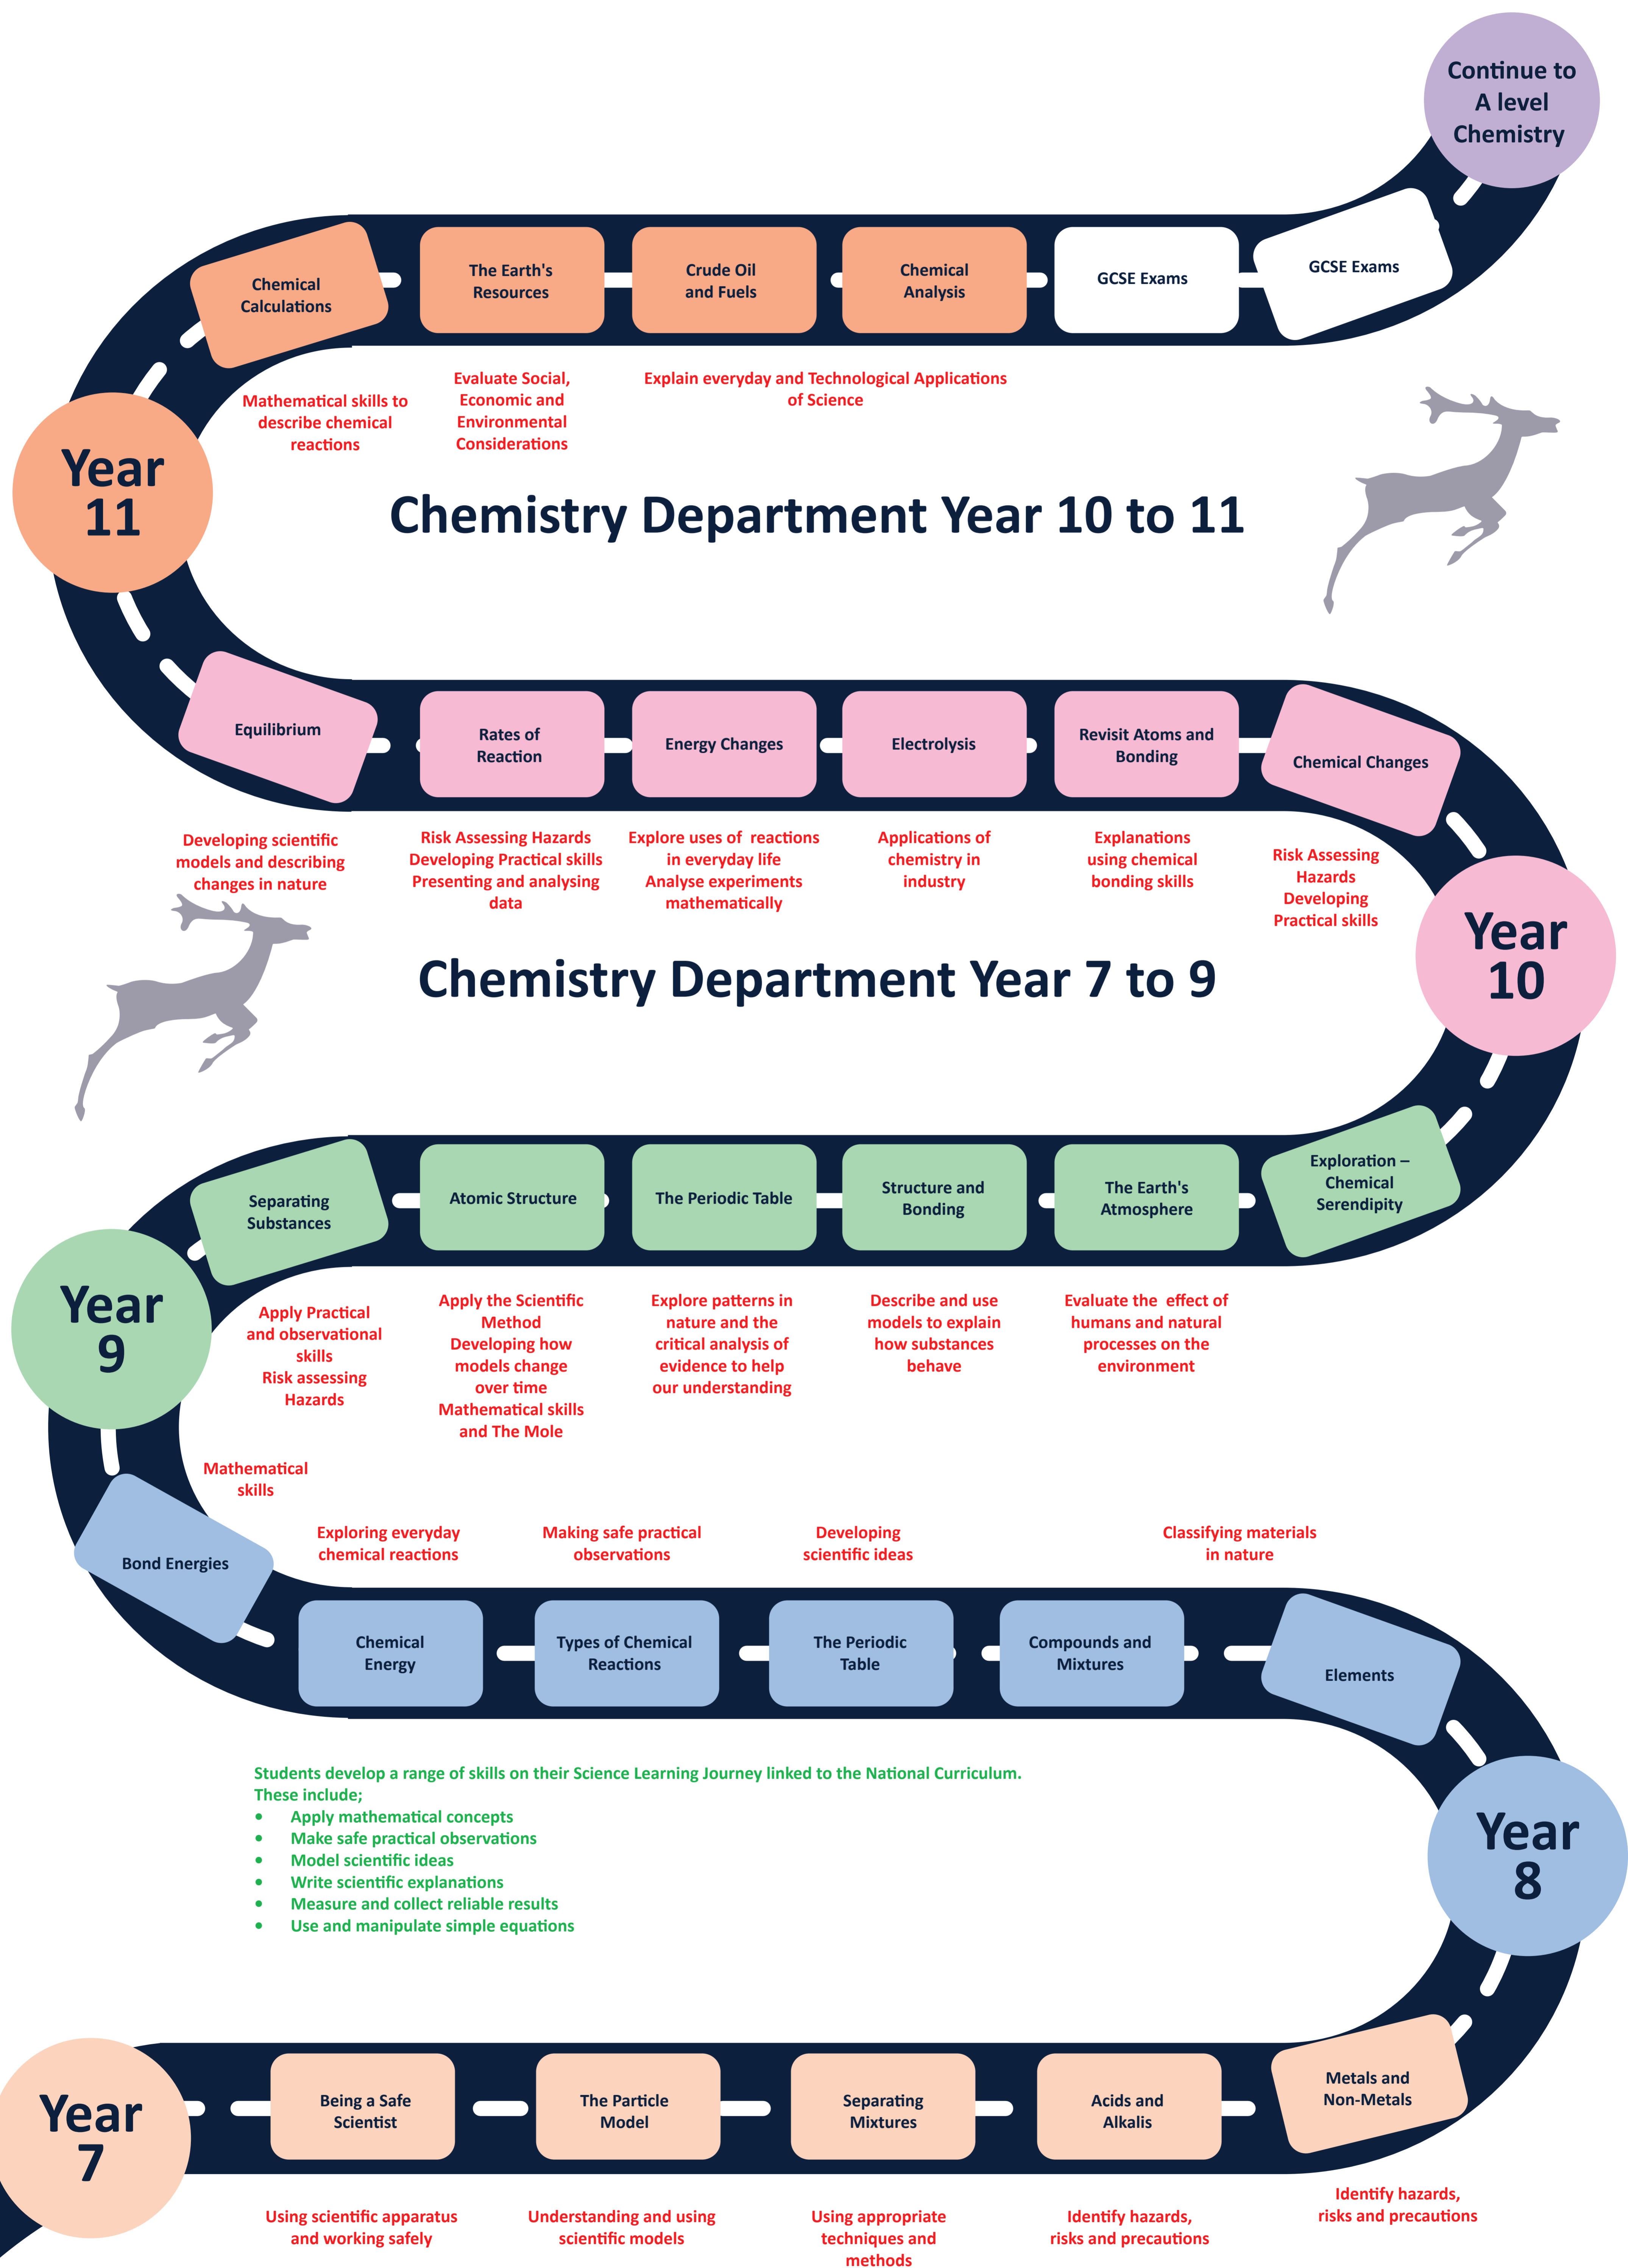 Continue to
A level
Chemistry
Chemical
Calculations
The Earth's
Resources
Crude Oil
and Fuels
Chemical
Analysis
GCSE Exams
GCSE Exams
Mathematical skills to
describe chemical
reactions
Evaluate Social,
Economic and
Environmental
Considerations
Explain everyday and Technological Applications
of Science
Year
11
Chemistry Department Year 10 to 11
Equilibrium
Rates of
Reaction
Energy Changes
Electrolysis
Revisit Atoms and
Bonding
Chemical Changes
Developing scientific
models and describing
changes in nature
Risk Assessing Hazards
Developing Practical skills
Presenting and analysing
data
Explore uses of  reactions
in everyday life
Analyse experiments
mathematically
Applications of
chemistry in
industry
Explanations
using chemical
bonding skills
Risk Assessing
Hazards
Developing
Practical skills
Year
10
Chemistry Department Year 7 to 9
Separating
Substances
Atomic Structure
The Periodic Table
Structure and
Bonding
The Earth's
Atmosphere
Exploration –
Chemical
Serendipity
Year
9
Apply Practical
and observational
skills
Risk assessing
Hazards
Apply the Scientific
Method
Developing how
models change
over time
Mathematical skills
and The Mole
Explore patterns in
nature and the
critical analysis of
evidence to help
our understanding
Describe and use
models to explain
how substances
behave
Evaluate the  effect of
humans and natural
processes on the
environment
Mathematical
skills
Exploring everyday
chemical reactions
Making safe practical
observations
Developing
scientific ideas
Classifying materials
in nature
Bond Energies
Chemical
Energy
Types of Chemical
Reactions
The Periodic
Table
Compounds and
Mixtures
Elements
Students develop a range of skills on their Science Learning Journey linked to the National Curriculum.
These include;
• Apply mathematical concepts
• Make safe practical observations
• Model scientific ideas
• Write scientific explanations
• Measure and collect reliable results
• Use and manipulate simple equations
Year
8
Year
7
Being a Safe
Scientist
The Particle
Model
Separating
Mixtures
Acids and
Alkalis
Metals and
Non-Metals
Using scientific apparatus
and working safely
Understanding and using
scientific models
Using appropriate
techniques and
methods
Identify hazards,
risks and precautions
Identify hazards,
risks and precautions